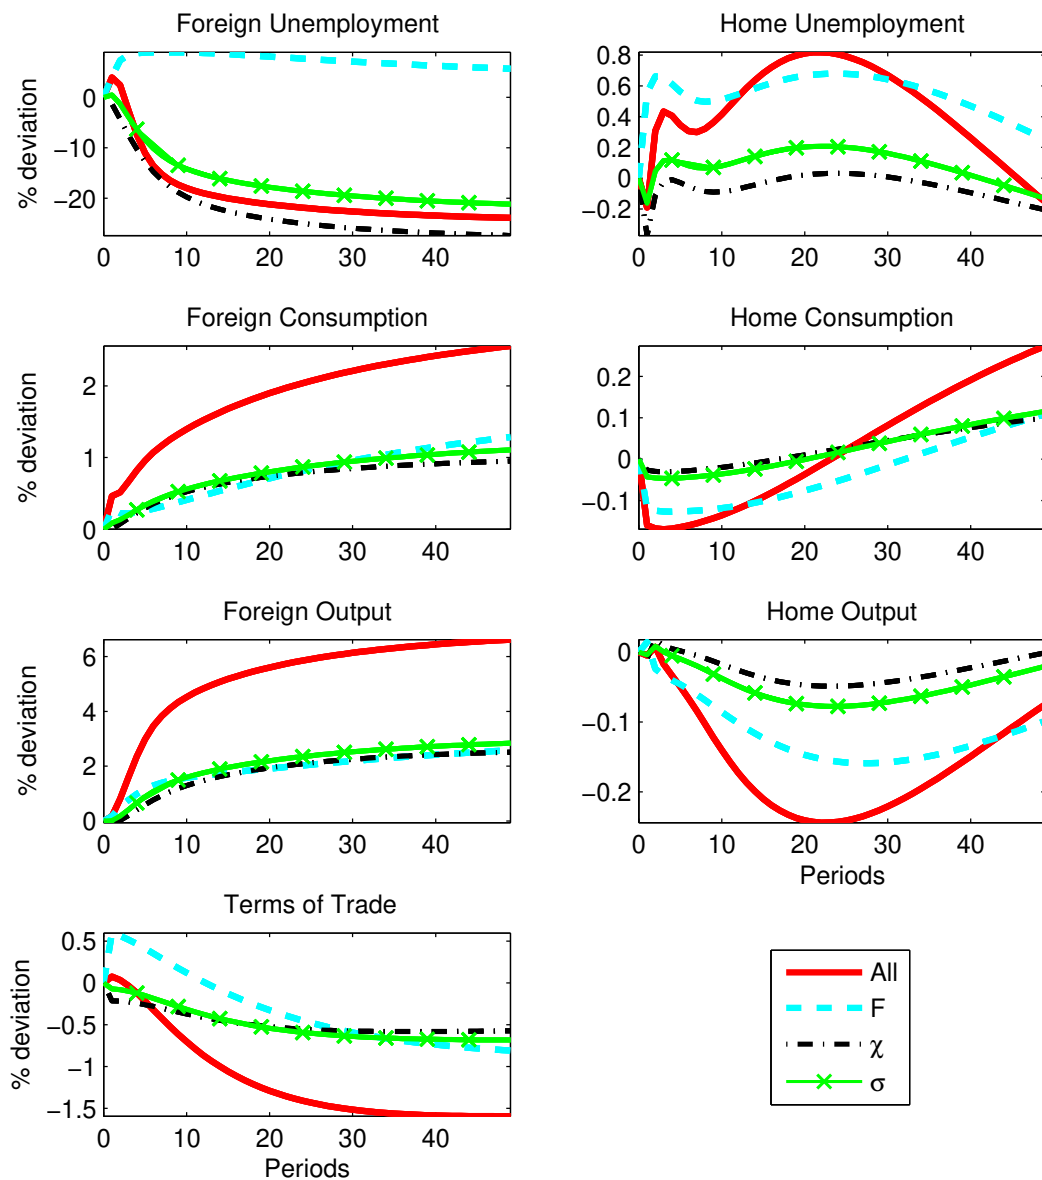 Foreign Unemployment
% deviation
0
−10
−20
0 10 20 30 40
Home Unemployment
0.8
0.6
0.4
0.2
0
−0.2
0 10 20 30 40
Foreign Consumption
% deviation
2
1
0
0 10 20 30 40
Home Consumption
0.2
0.1
0
−0.1
0 10 20 30 40
Foreign Output
% deviation
6
4
2
0
0 10 20 30 40
Home Output
0
−0.1
−0.2
0 10 20 30 40
Periods
Terms of Trade
% deviation
0.5
0
−0.5
−1
−1.5
0 10 20 30 40
Periods
All
F
χ
σ